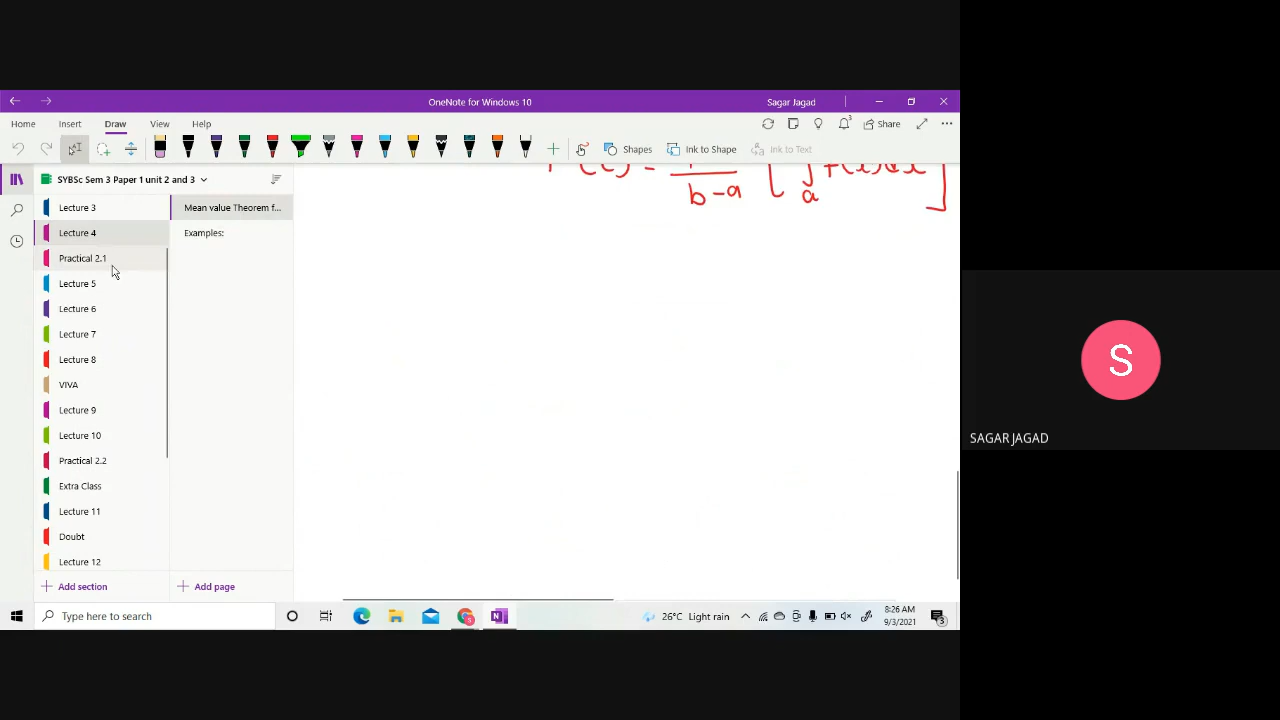 OneNote for Windows 10
Sagar Jagad
Home Insert Draw View Help
3
Share
Shapes
Ink to Shape
Ink to Text
SYBSc Sem 3 Paper 1 unit 2 and 3
Lecture 3
Lecture 4
Practical 2.1
Lecture 5
Lecture 6
Lecture 7
Lecture 8
VIVA
Lecture 9
Lecture 10
Practical 2.2
Extra Class
Lecture 11
Doubt
Lecture 12
Add section
Mean value Theorem f...
Examples:
Add page
b-a
a
S
SAGAR JAGAD
Type here to search
26°C Light rain
8:26 AM
9/3/2021
3